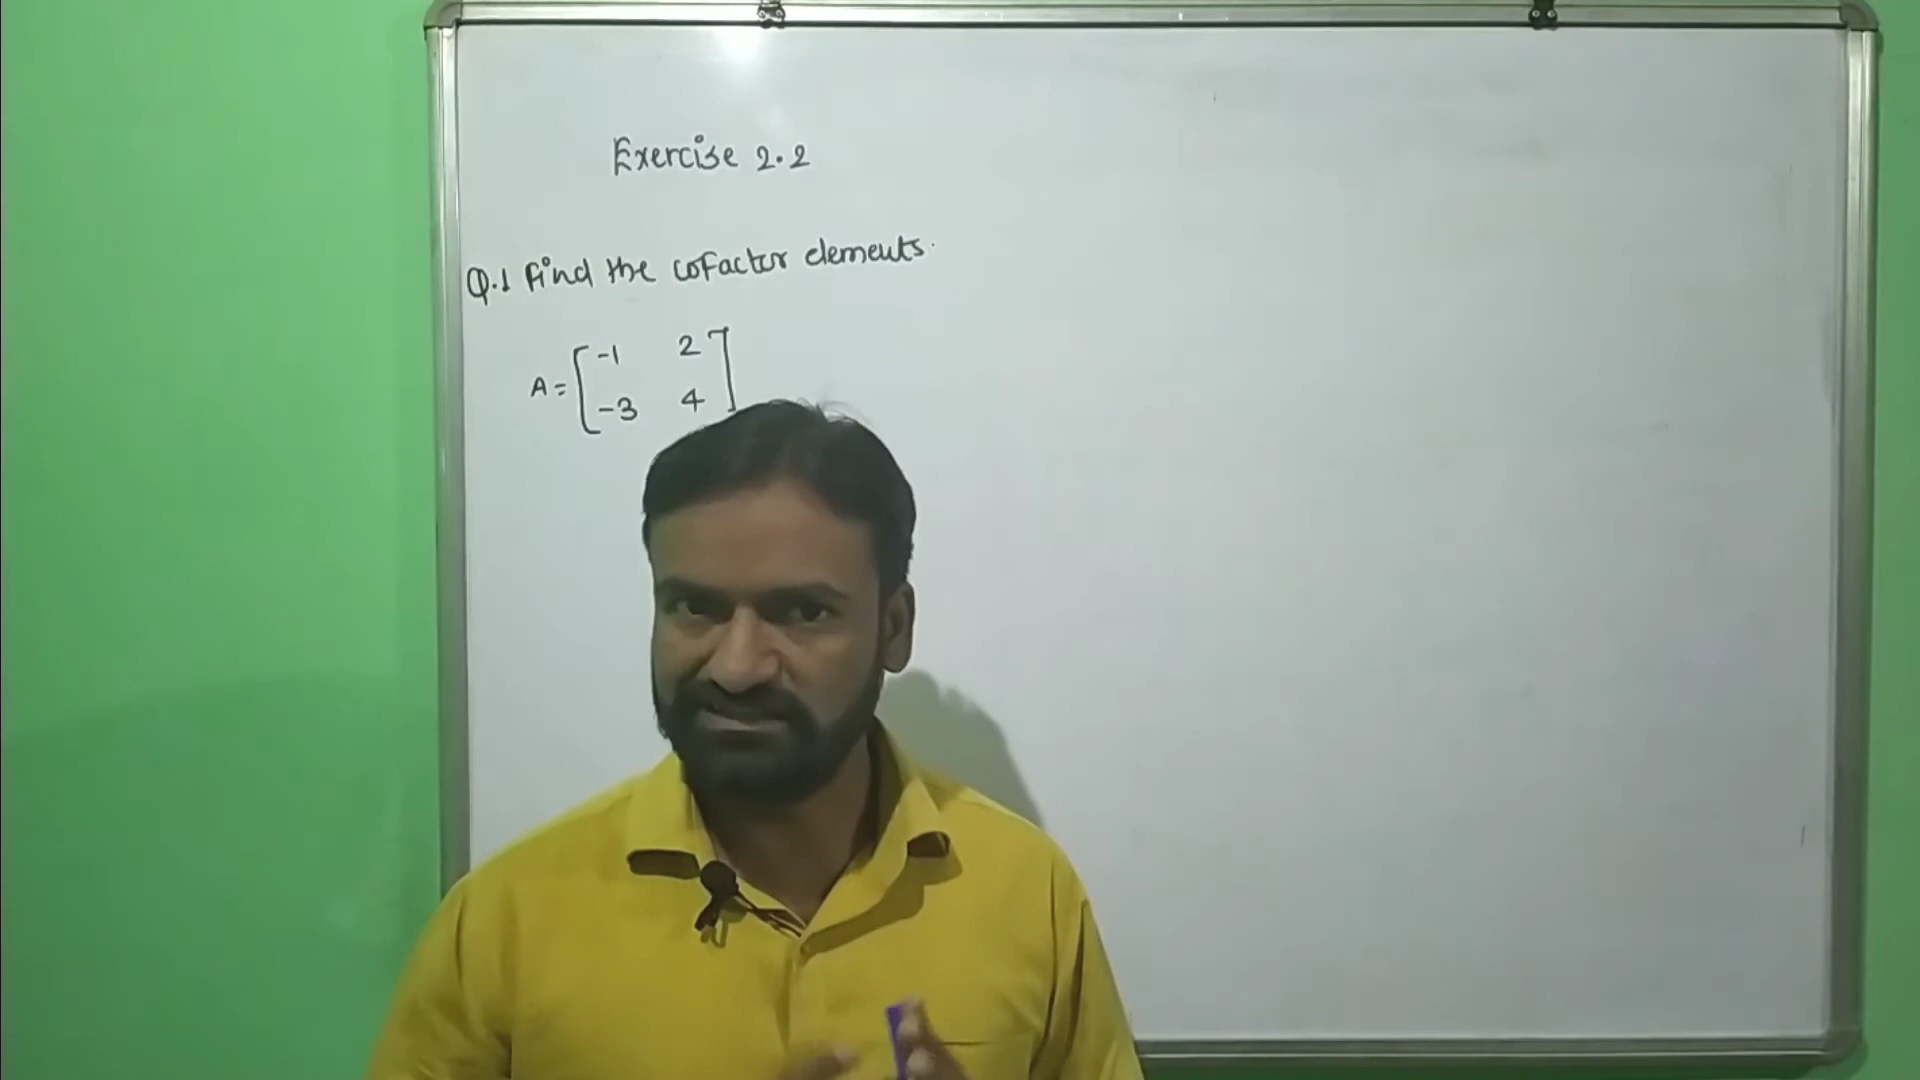 Exercise 2.2
Q.1 Find the cofactor elements.
A = [ -1 2
-3 4 ]